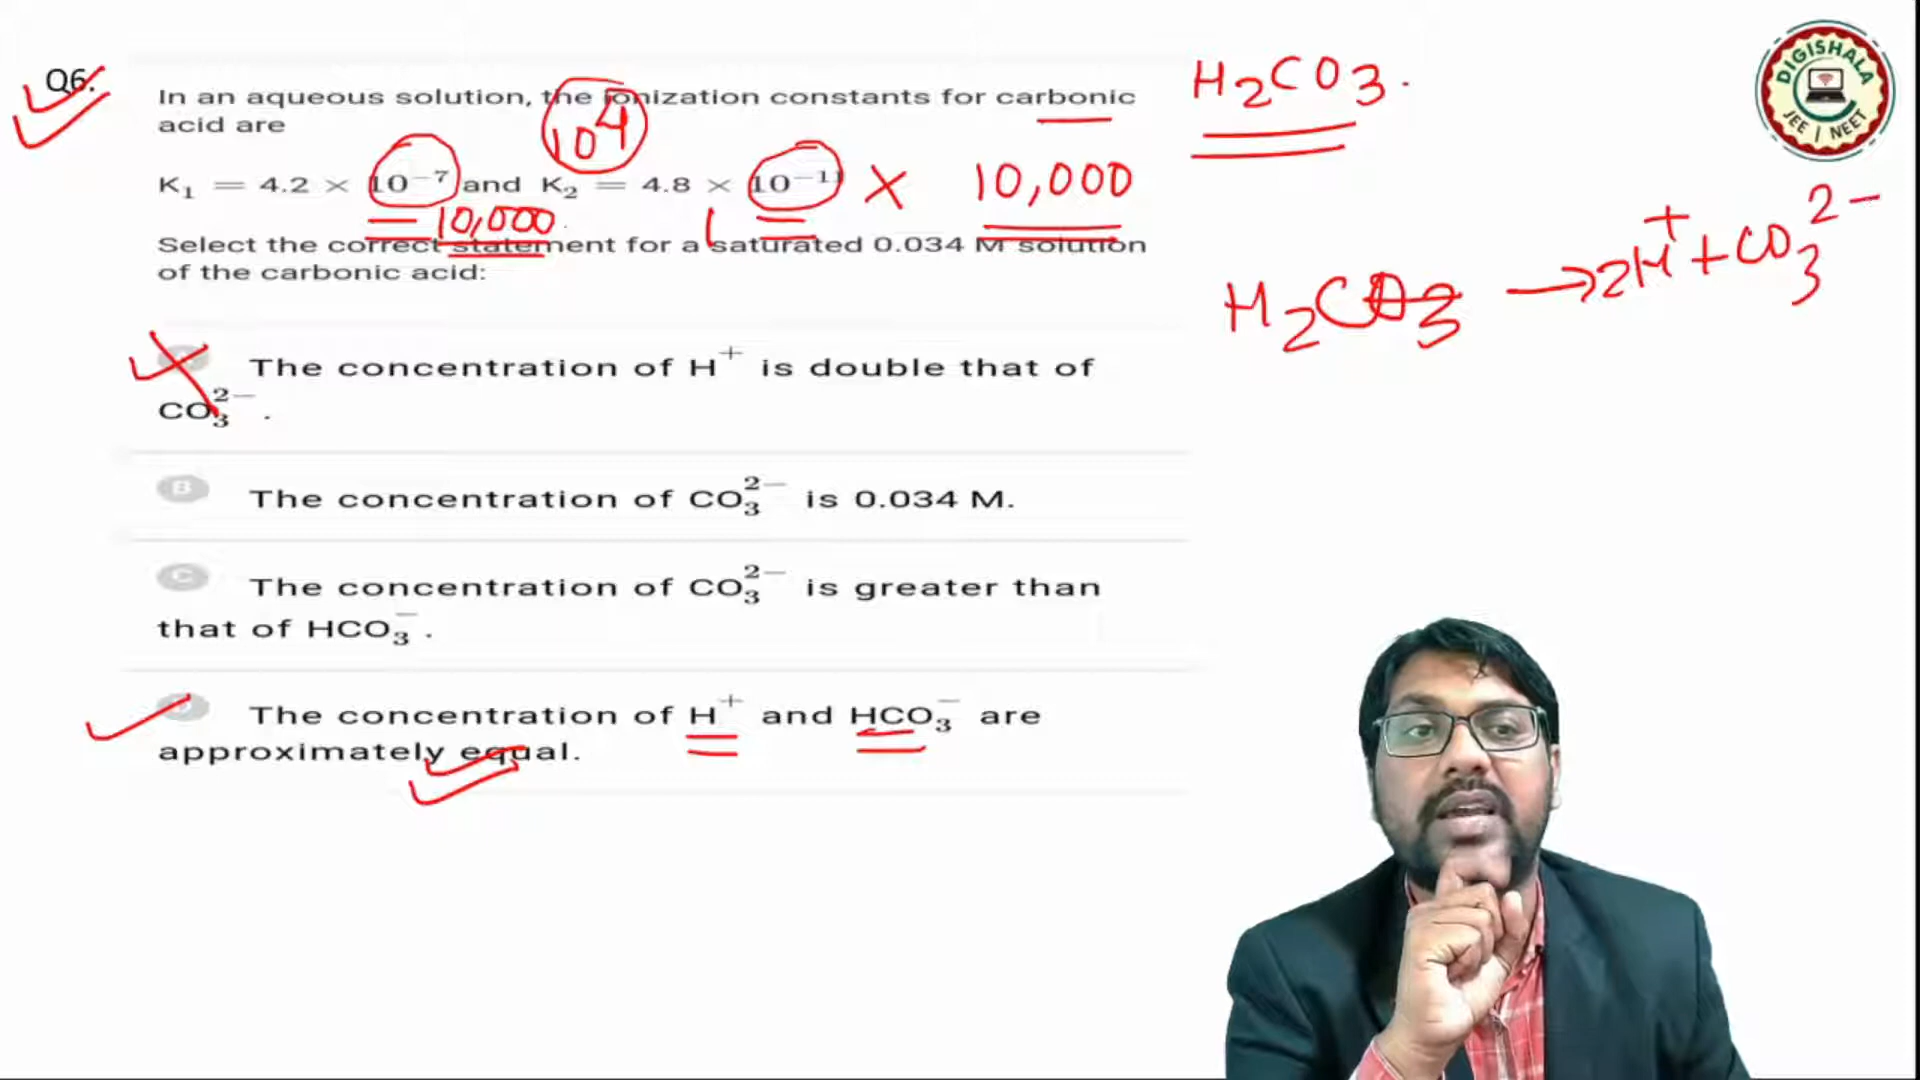 Q6.
In an aqueous solution, the ionization constants for carbonic
acid are
10⁴
K₁ = 4.2 × 10⁻⁷ and K₂ = 4.8 × 10⁻¹¹ × 10,000
10,000
Select the correct statement for a saturated 0.034 M solution
of the carbonic acid:
The concentration of H⁺ is double that of
CO₃²⁻ .
B The concentration of CO₃²⁻ is 0.034 M.
C The concentration of CO₃²⁻ is greater than
that of HCO₃⁻ .
D The concentration of H⁺ and HCO₃⁻ are
approximately equal.
H₂CO₃.
H₂CO₃ → 2H⁺ + CO₃²⁻
DIGISHALA
JEE | NEET